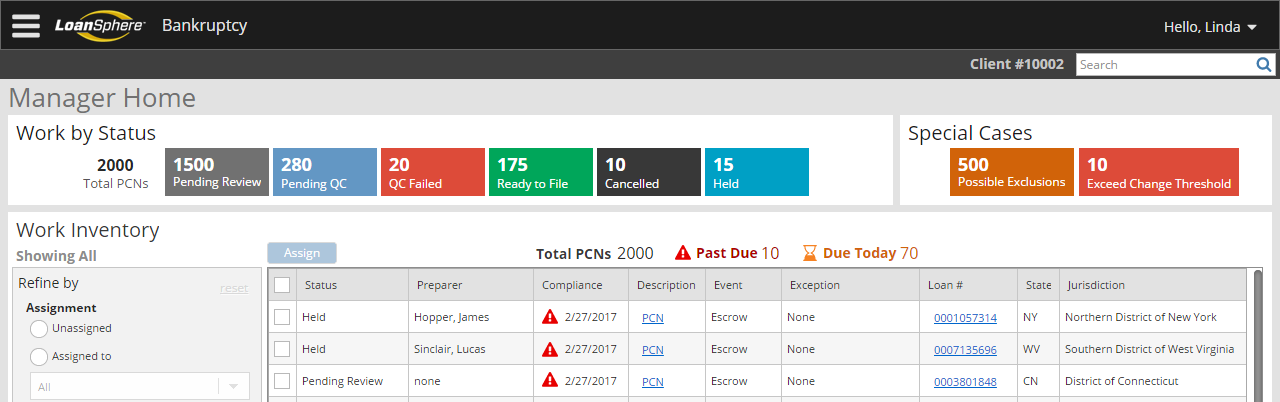 LoanSphere Bankruptcy Hello, Linda
Client #10002 Search
Manager Home
Work by Status
2000 Total PCNs
1500 Pending Review
280 Pending QC
20 QC Failed
175 Ready to File
10 Cancelled
15 Held
Special Cases
500 Possible Exclusions
10 Exceed Change Threshold
Work Inventory
Showing All
Assign Total PCNs 2000 Past Due 10 Due Today 70
Refine by reset
Assignment
Unassigned
Assigned to
All
Status Preparer Compliance Description Event Exception Loan # State Jurisdiction
Held Hopper, James 2/27/2017 PCN Escrow None 0001057314 NY Northern District of New York
Held Sinclair, Lucas 2/27/2017 PCN Escrow None 0007135696 WV Southern District of West Virginia
Pending Review none 2/27/2017 PCN Escrow None 0003801848 CN District of Connecticut